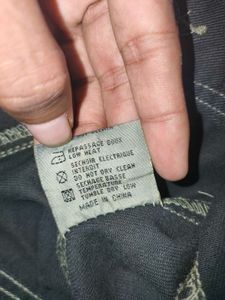 REPASSAGE DOUX
LOW HEAT
SECHOIR ELECTRIQUE
INTERDIT
DO NOT DRY CLEAN
SECHAGE BASSE
TEMPERATURE
TUMBLE DRY LOW
MADE IN CHINA